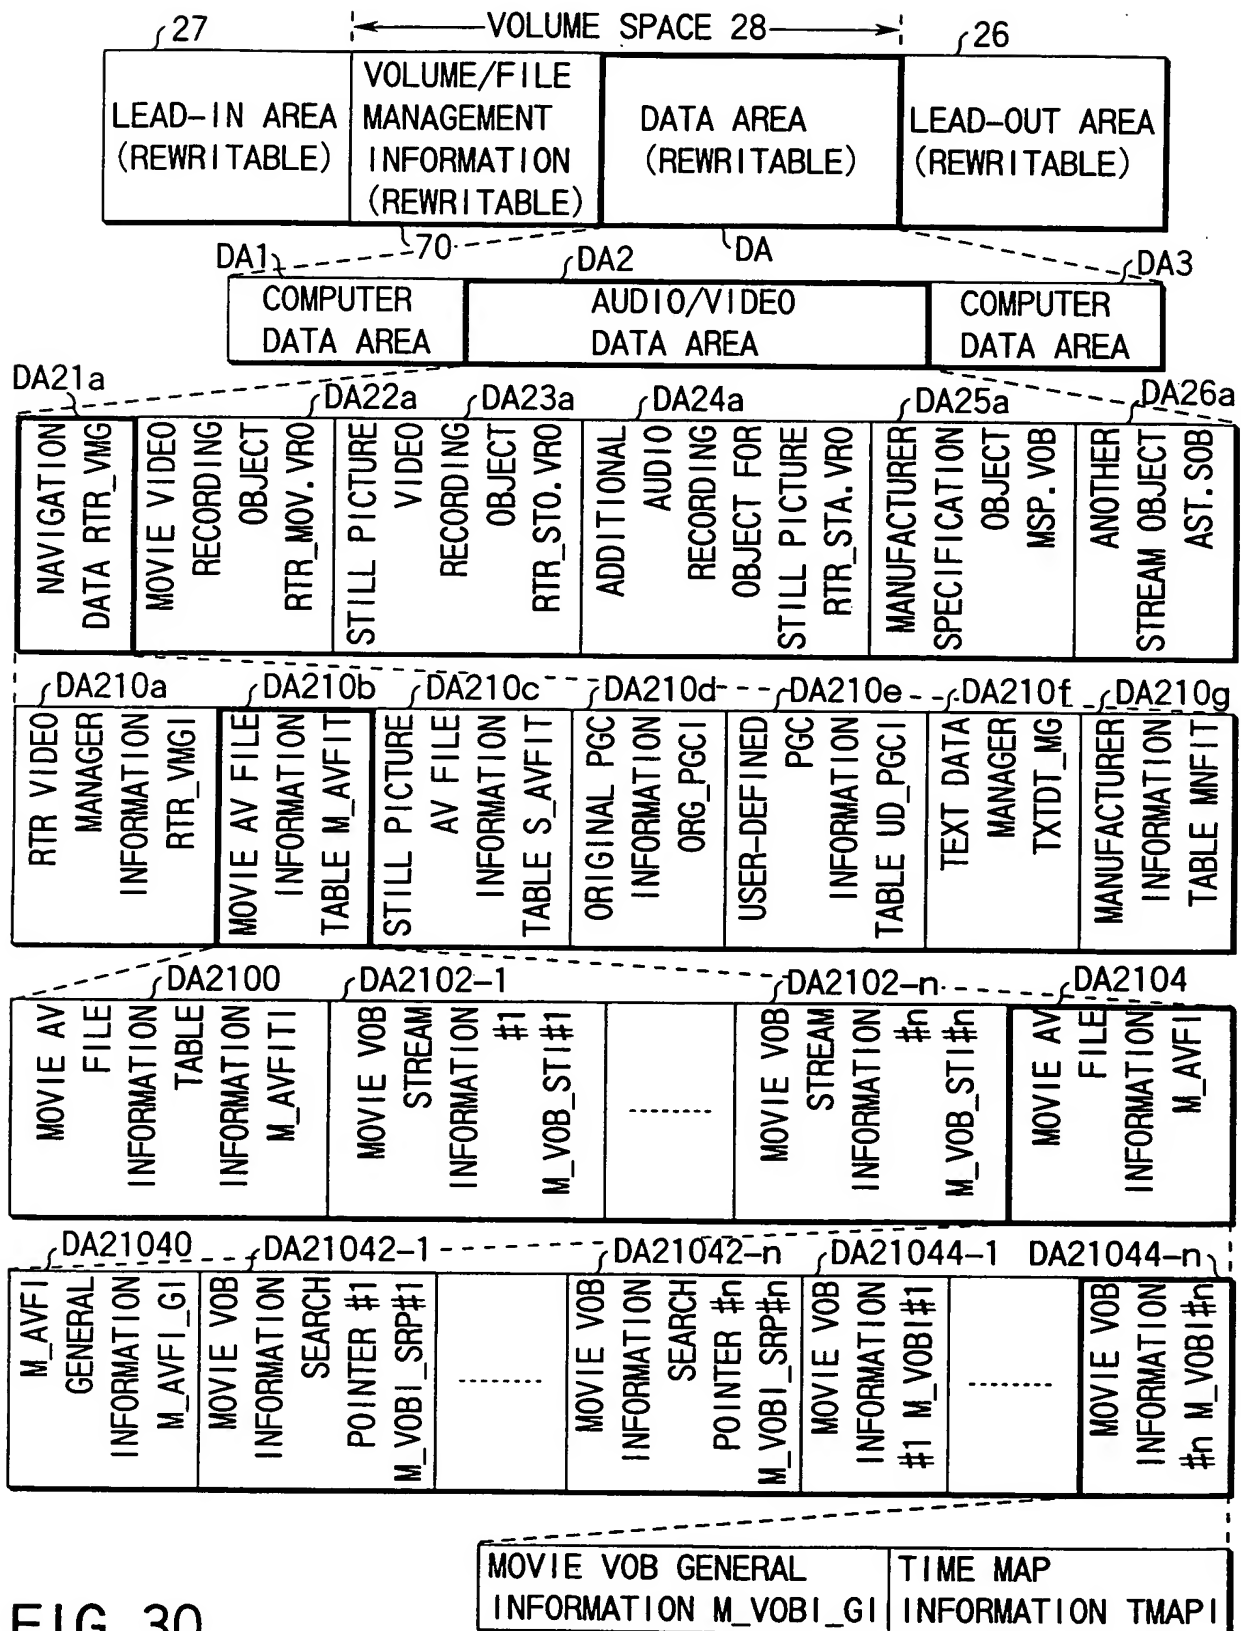 27
VOLUME SPACE 28
26
LEAD-IN AREA
(REWRITABLE)
VOLUME/FILE
MANAGEMENT
INFORMATION
(REWRITABLE)
DATA AREA
(REWRITABLE)
LEAD-OUT AREA
(REWRITABLE)
70
DA
DA1
DA2
DA3
COMPUTER
DATA AREA
AUDIO/VIDEO
DATA AREA
COMPUTER
DATA AREA
DA21a
DA22a
DA23a
DA24a
DA25a
DA26a
NAVIGATION
DATA RTR_VMG
MOVIE VIDEO
RECORDING
OBJECT
RTR_MOV.VRO
STILL PICTURE
VIDEO
RECORDING
OBJECT
RTR_STO.VRO
ADDITIONAL
AUDIO
RECORDING
OBJECT FOR
STILL PICTURE
RTR_STA.VRO
MANUFACTURER
SPECIFICATION
OBJECT
MSP.VOB
ANOTHER
STREAM OBJECT
AST.SOB
DA210a
DA210b
DA210c
DA210d
DA210e
DA210f
DA210g
RTR VIDEO
MANAGER
INFORMATION
RTR_VMGI
MOVIE AV FILE
INFORMATION
TABLE M_AVFIT
STILL PICTURE
AV FILE
INFORMATION
TABLE S_AVFIT
ORIGINAL PGC
INFORMATION
ORG_PGCI
USER-DEFINED
PGC
INFORMATION
TABLE UD_PGCI
TEXT DATA
MANAGER
TXTDT_MG
MANUFACTURER
INFORMATION
TABLE MNFIT
DA2100
DA2102-1
DA2102-n
DA2104
MOVIE AV
FILE
INFORMATION
TABLE
INFORMATION
M_AVFITI
MOVIE VOB
STREAM
INFORMATION
#1
M_VOB_STI#1
.........
MOVIE VOB
STREAM
INFORMATION
#n
M_VOB_STI#n
MOVIE AV
FILE
INFORMATION
M_AVFI
DA21040
DA21042-1
DA21042-n
DA21044-1
DA21044-n
M_AVFI
GENERAL
INFORMATION
M_AVFI_GI
MOVIE VOB
INFORMATION
SEARCH
POINTER #1
M_VOBI_SRP#1
.........
MOVIE VOB
INFORMATION
SEARCH
POINTER #n
M_VOBI_SRP#n
MOVIE VOB
INFORMATION
#1 M_VOBI#1
.........
MOVIE VOB
INFORMATION
#n M_VOBI#n
MOVIE VOB GENERAL
INFORMATION M_VOBI_GI
TIME MAP
INFORMATION TMAPI
FIG. 30